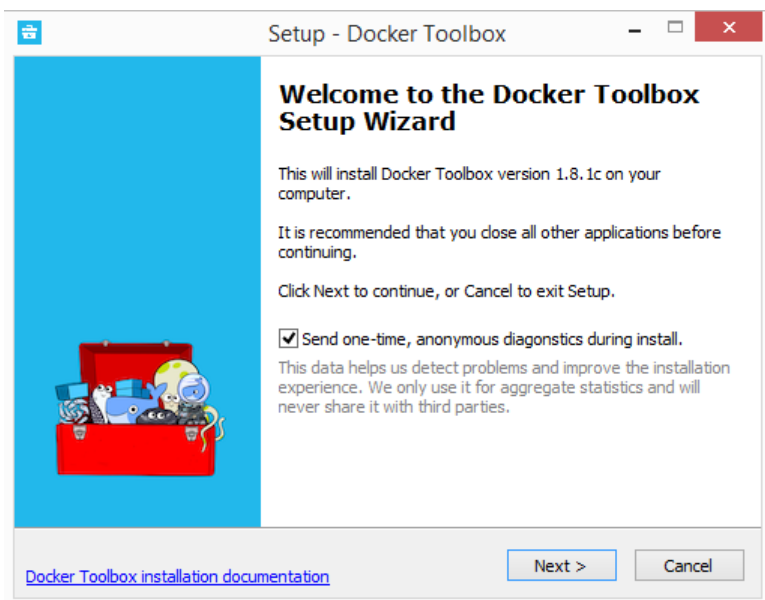 Setup - Docker Toolbox
Welcome to the Docker Toolbox
Setup Wizard
This will install Docker Toolbox version 1.8.1c on your
computer.
It is recommended that you close all other applications before
continuing.
Click Next to continue, or Cancel to exit Setup.
Send one-time, anonymous diagonstics during install.
This data helps us detect problems and improve the installation
experience. We only use it for aggregate statistics and will
never share it with third parties.
Docker Toolbox installation documentation
Next >
Cancel